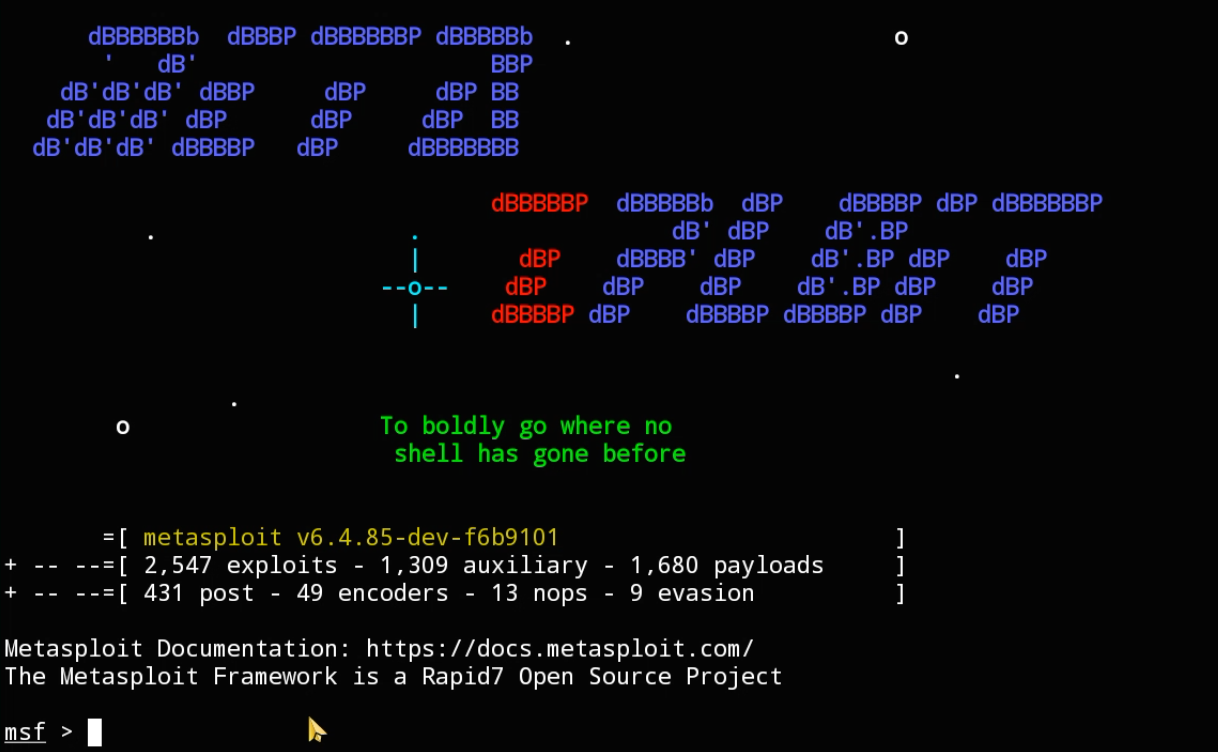 dBBBBBBb  dBBBP dBBBBBBP dBBBBBb  .                       o
'   dB'                     BBP
dB'dB'dB' dBBP     dBP     dBP BB
dB'dB'dB' dBP      dBP     dBP  BB
dB'dB'dB' dBBBBP   dBP     dBBBBBBB
dBBBBBP  dBBBBBb  dBP    dBBBBP dBP dBBBBBBP
.                  .                  dB' dBP    dB'.BP
|       dBP    dBBBB' dBP    dB'.BP dBP    dBP
--o--    dBP    dBP    dBP    dB'.BP dBP    dBP
|     dBBBBP dBP    dBBBBP dBBBBP dBP    dBP
.
.
o                  To boldly go where no
shell has gone before
=[ metasploit v6.4.85-dev-f6b9101                        ]
+ -- --=[ 2,547 exploits - 1,309 auxiliary - 1,680 payloads     ]
+ -- --=[ 431 post - 49 encoders - 13 nops - 9 evasion          ]
Metasploit Documentation: https://docs.metasploit.com/
The Metasploit Framework is a Rapid7 Open Source Project
msf >